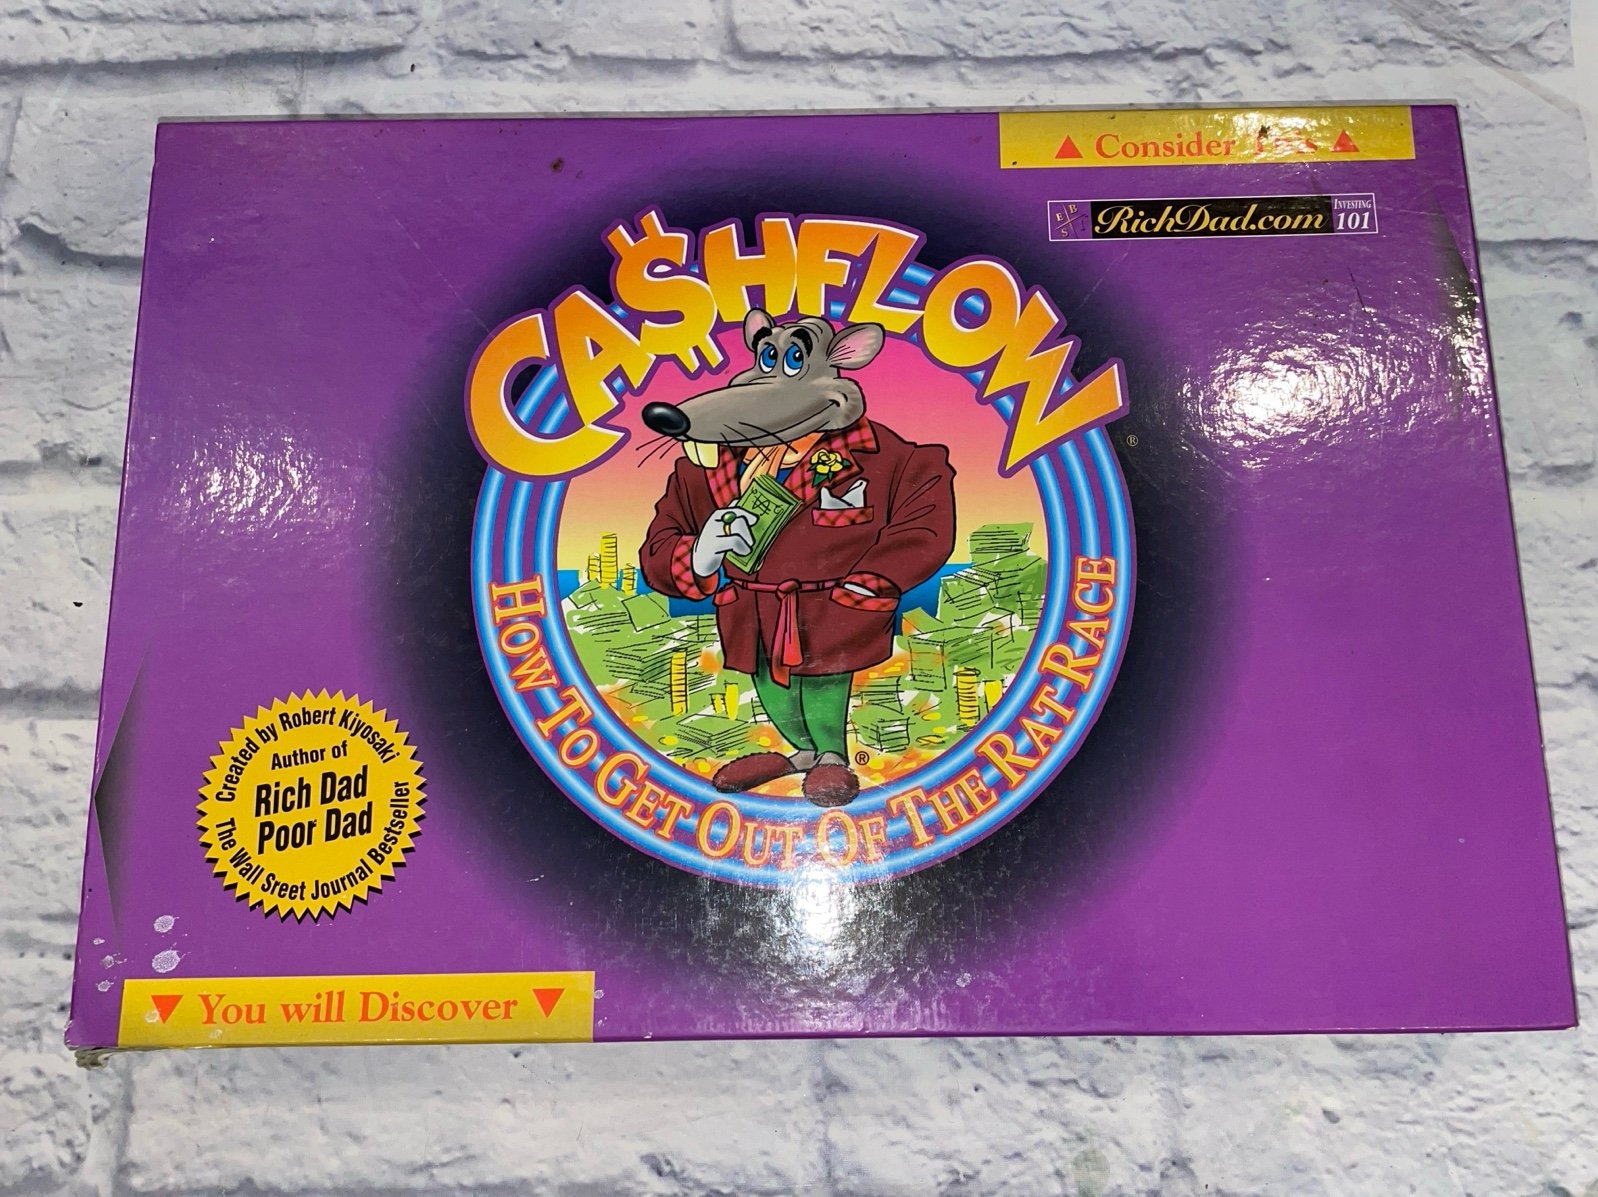 ▲ Consider This ▲
E B S I
RichDad.com
INVESTING 101
CA$HFLOW ®
HOW TO GET OUT OF THE RAT RACE
®
Created by Robert Kiyosaki
Author of
Rich Dad
Poor Dad
The Wall Sreet Journal Bestseller
▼ You will Discover ▼